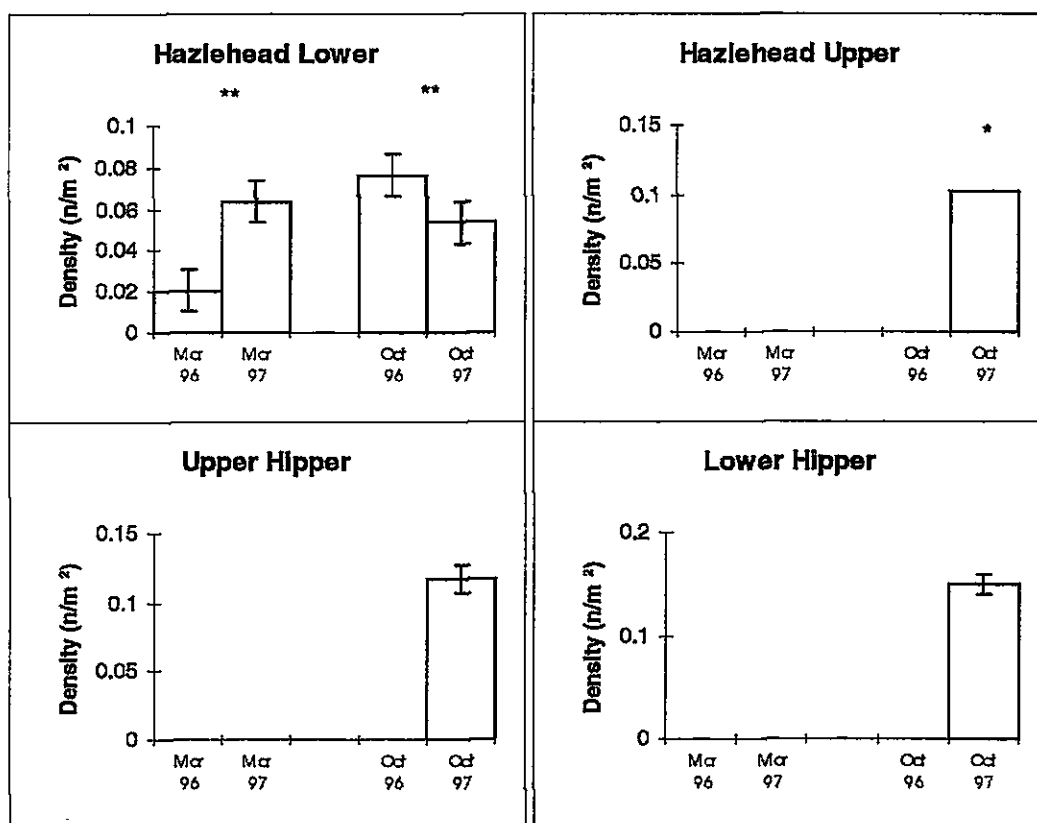 Hazlehead Lower
** **
0.1
0.08
0.06
0.04
0.02
0
Density (n/m ²)
Mar Mar Oct Oct
96 97 96 97
Hazlehead Upper
*
0.15
0.1
0.05
0
Density (n/m ²)
Mar Mar Oct Oct
96 97 96 97
Upper Hipper
0.15
0.1
0.05
0
Density (n/m ²)
Mar Mar Oct Oct
96 97 96 97
Lower Hipper
0.2
0.1
0
Density (n/m ²)
Mar Mar Oct Oct
96 97 96 97